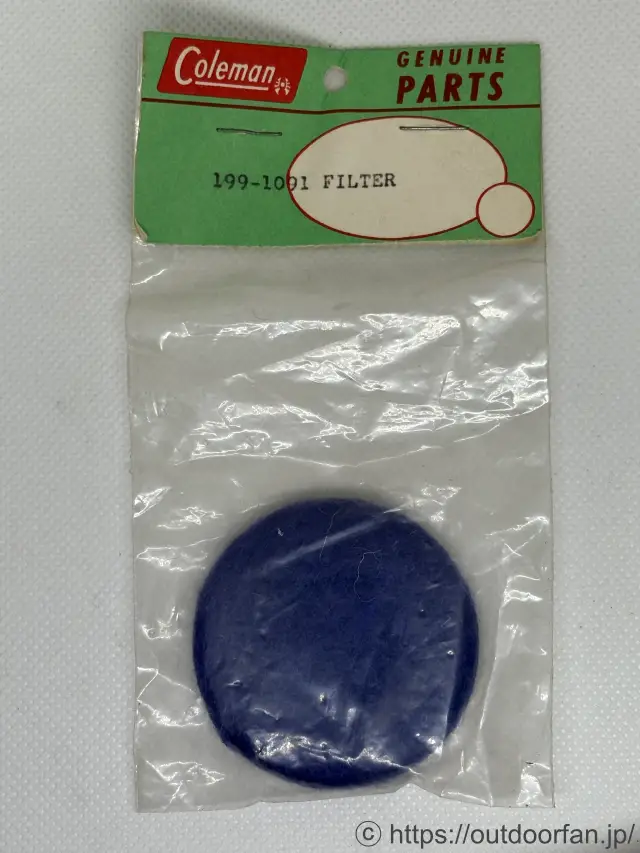 Coleman
GENUINE
PARTS
199-1091 FILTER
© https://outdoorfan.jp/